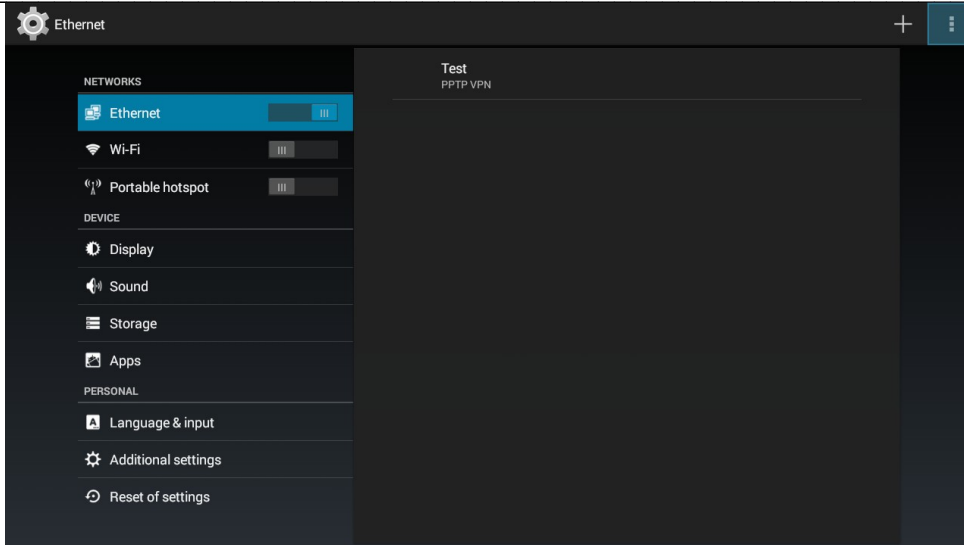 Ethernet
NETWORKS
Ethernet
Wi-Fi
Portable hotspot
DEVICE
Display
Sound
Storage
Apps
PERSONAL
Language & input
Additional settings
Reset of settings
Test
PPTP VPN